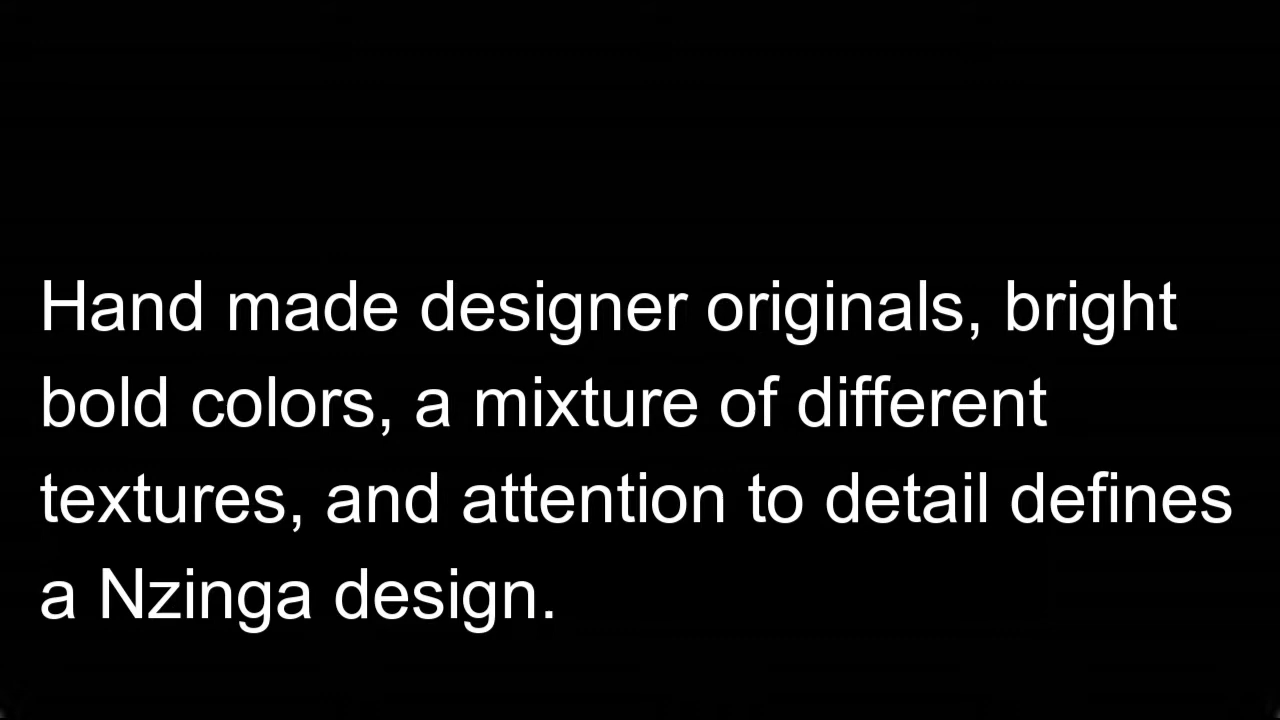 Hand made designer originals, bright
bold colors, a mixture of different
textures, and attention to detail defines
a Nzinga design.